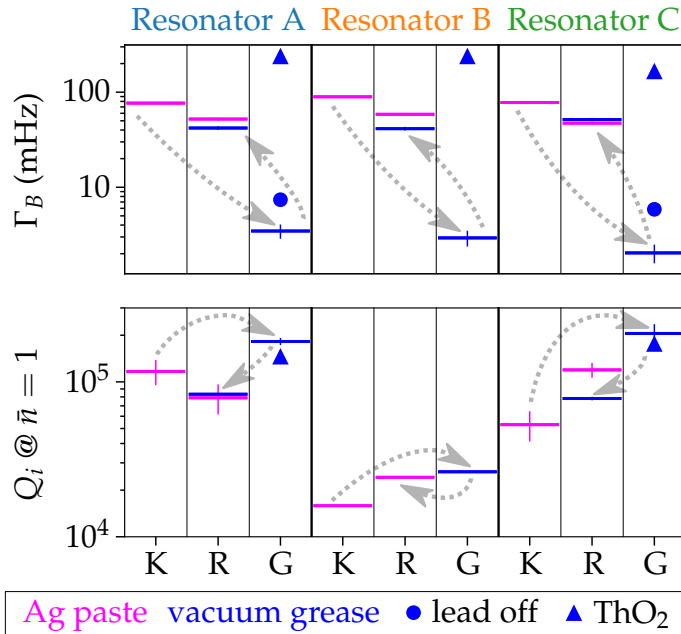 Resonator A Resonator B Resonator C
Γ_B (mHz)
100
10
Q_i @ n̄ = 1
10^5
10^4
K R G K R G K R G
Ag paste vacuum grease lead off ThO₂